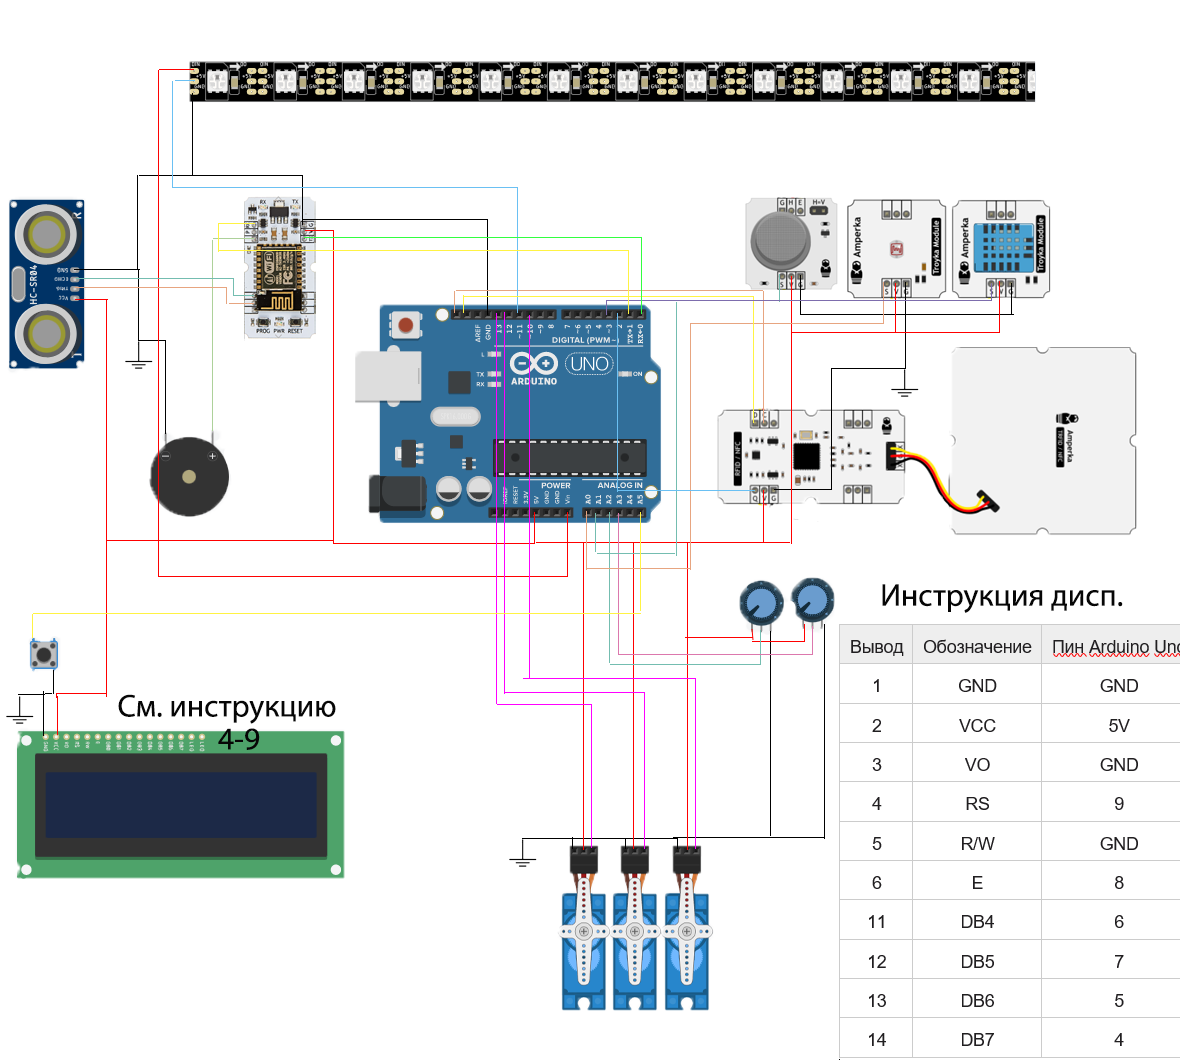 HC-SR04
GND
ECHO
TRIG
VCC
RX
TX
WiFi
PROG
PWR
RESET
G H E
H=V
S V G
Amperka
Troyka Module
S V G
Amperka
Troyka Module
S V G
AREF
GND
13
12
~11
~10
~9
8
7
~6
~5
4
~3
2
TX▸1
RX◂0
DIGITAL (PWM~)
L
TX
RX
ARDUINO
UNO
ON
POWER
ANALOG IN
IOREF
RESET
3.3V
5V
GND
GND
Vin
A0
A1
A2
A3
A4
A5
RFID / NFC
D C
Q V G
Amperka
RFID / NFC
См. инструкцию
4-9
Инструкция дисп.
Вывод Обозначение Пин Arduino Uno
1 GND GND
2 VCC 5V
3 VO GND
4 RS 9
5 R/W GND
6 E 8
11 DB4 6
12 DB5 7
13 DB6 5
14 DB7 4